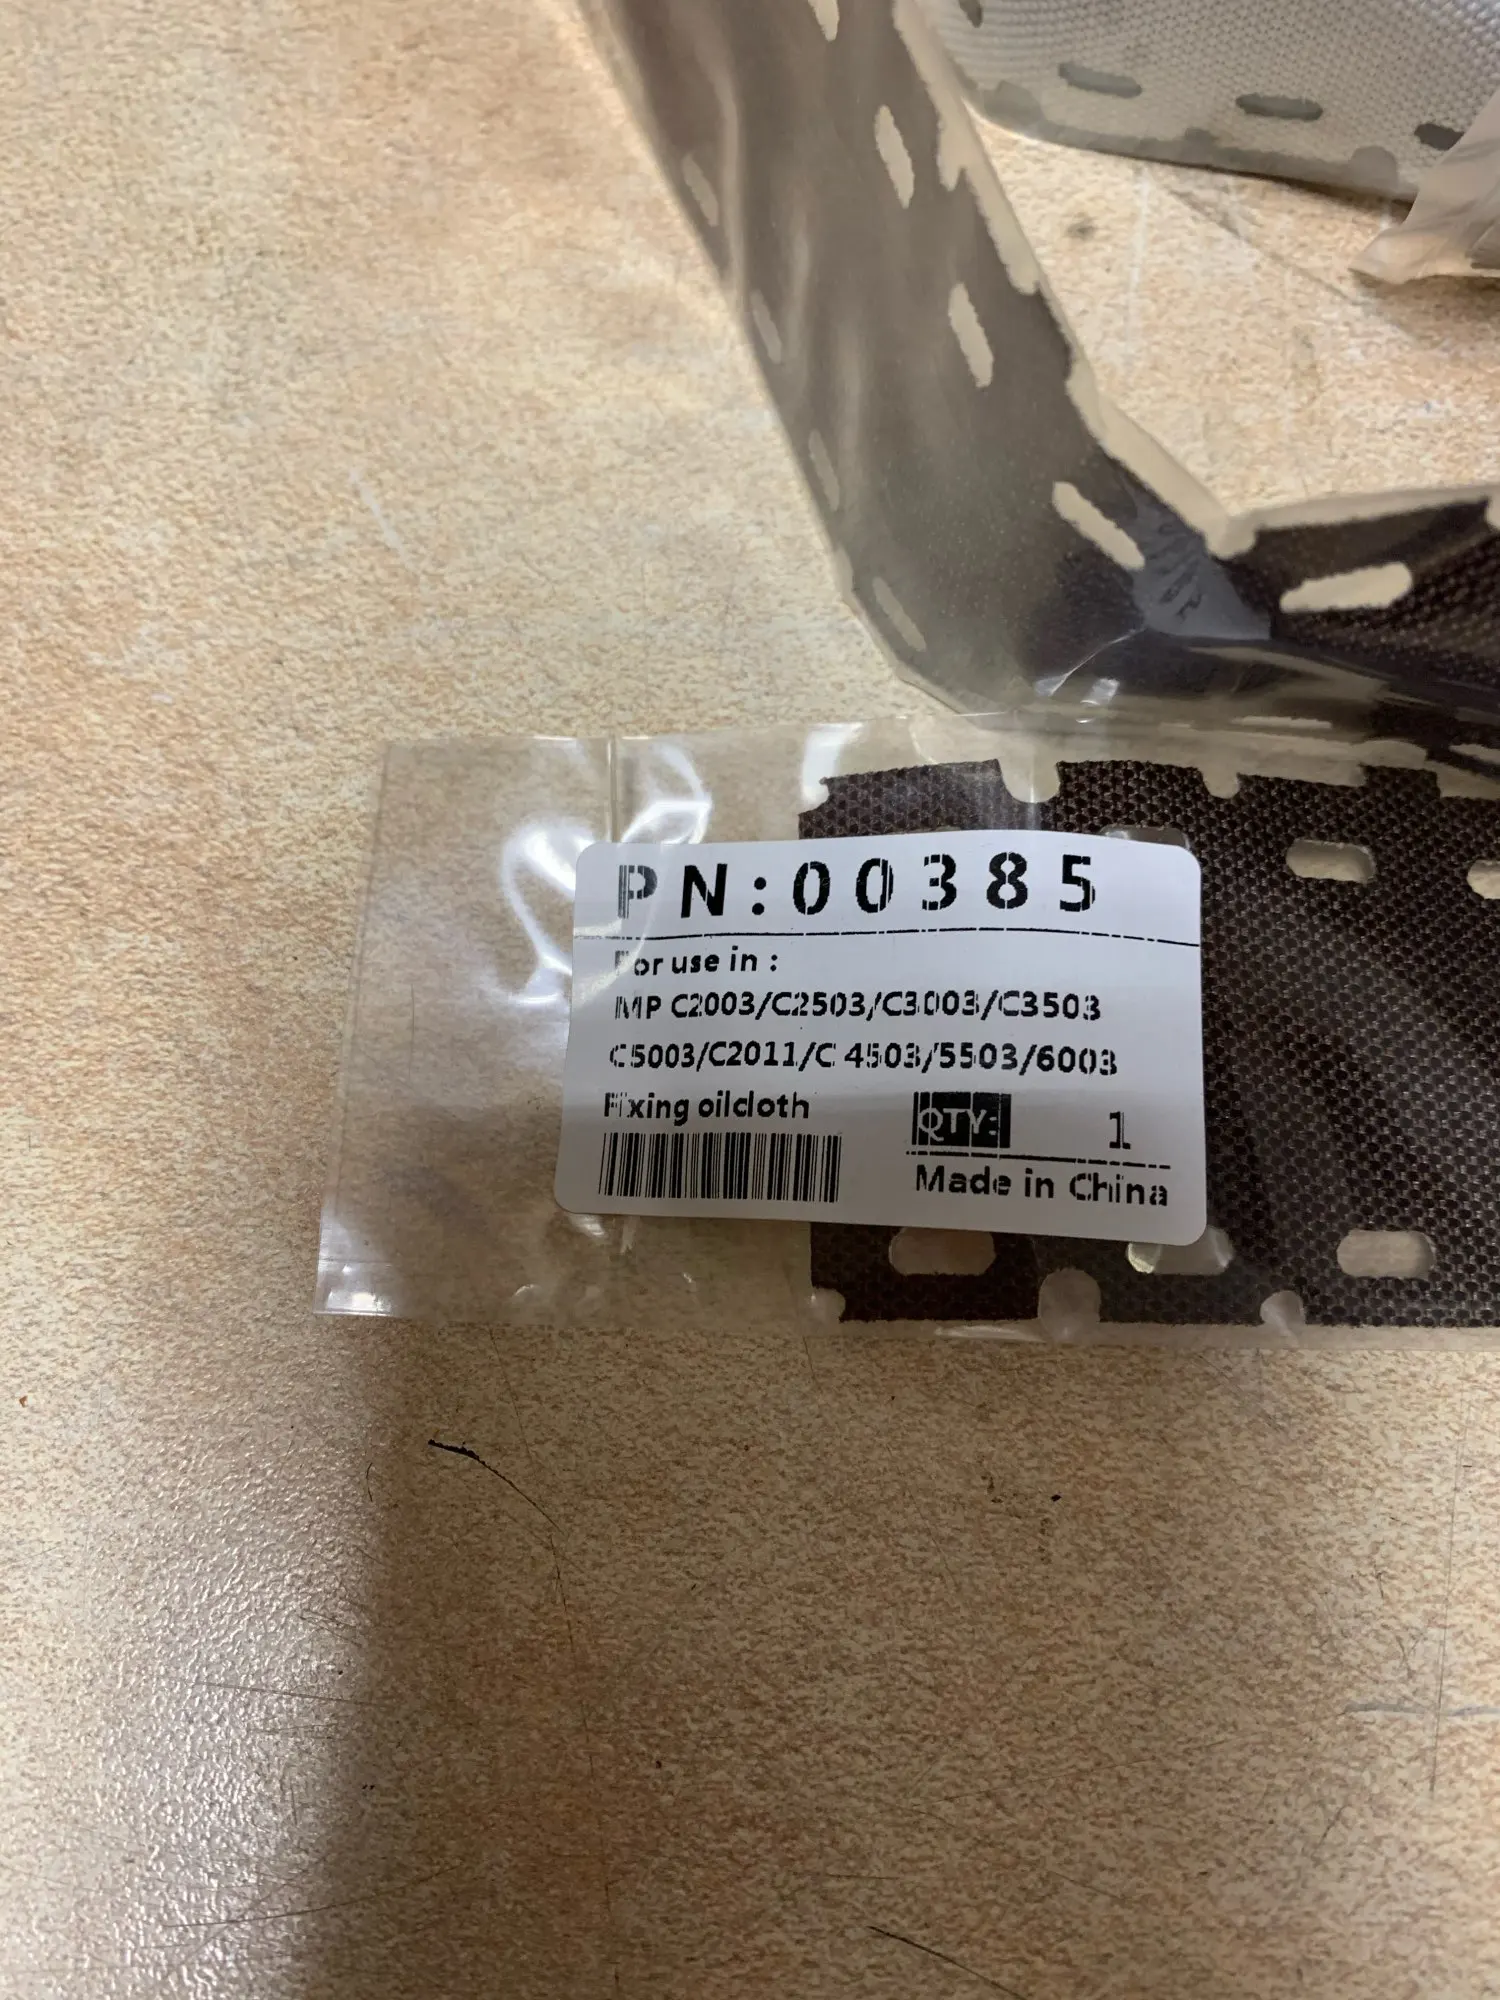 PN:00385
For use in :
MP C2003/C2503/C3003/C3503
C5003/C2011/C 4503/5503/6003
Fixing oilcloth
QTY: 1
Made in China